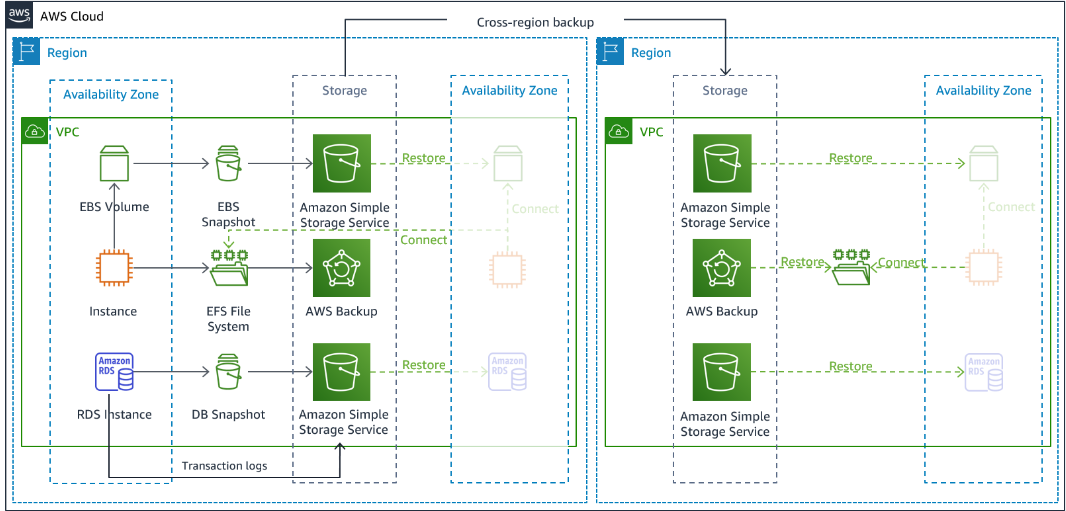 aws
AWS Cloud
Cross-region backup
Region
Availability Zone
Storage
Availability Zone
VPC
EBS Volume
EBS
Snapshot
Amazon Simple
Storage Service
Restore
Connect
Connect
Instance
EFS File
System
AWS Backup
Amazon
RDS
RDS Instance
DB Snapshot
Amazon Simple
Storage Service
Restore
Amazon
RDS
Transaction logs
Region
Storage
Availability Zone
VPC
Amazon Simple
Storage Service
Restore
Connect
AWS Backup
Restore
Connect
Amazon Simple
Storage Service
Restore
Amazon
RDS